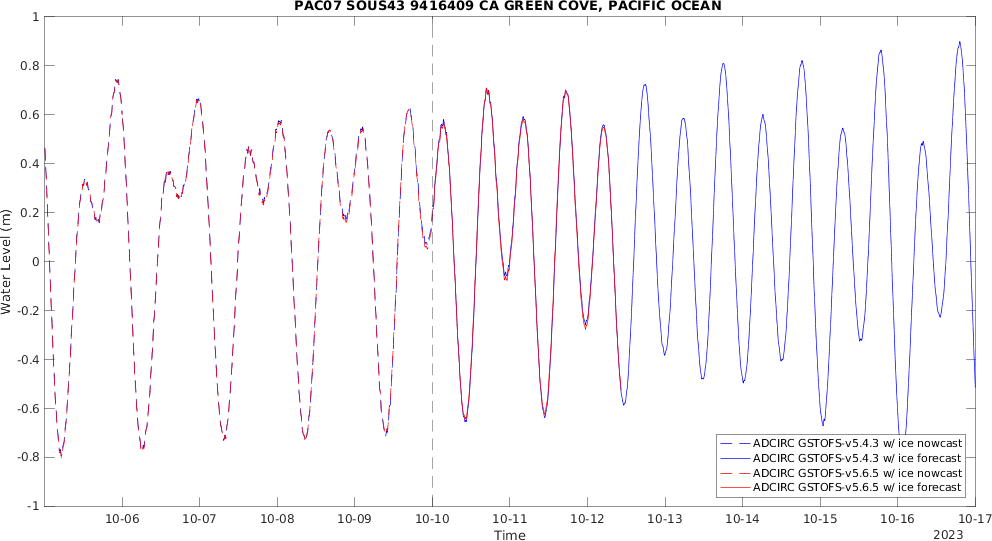 PAC07 SOUS43 9416409 CA GREEN COVE, PACIFIC OCEAN
1
0.8
0.6
0.4
0.2
0
-0.2
-0.4
-0.6
-0.8
-1
Water Level (m)
10-06 10-07 10-08 10-09 10-10 10-11 10-12 10-13 10-14 10-15 10-16 10-17
Time
2023
ADCIRC GSTOFS-v5.4.3 w/ ice nowcast
ADCIRC GSTOFS-v5.4.3 w/ ice forecast
ADCIRC GSTOFS-v5.6.5 w/ ice nowcast
ADCIRC GSTOFS-v5.6.5 w/ ice forecast